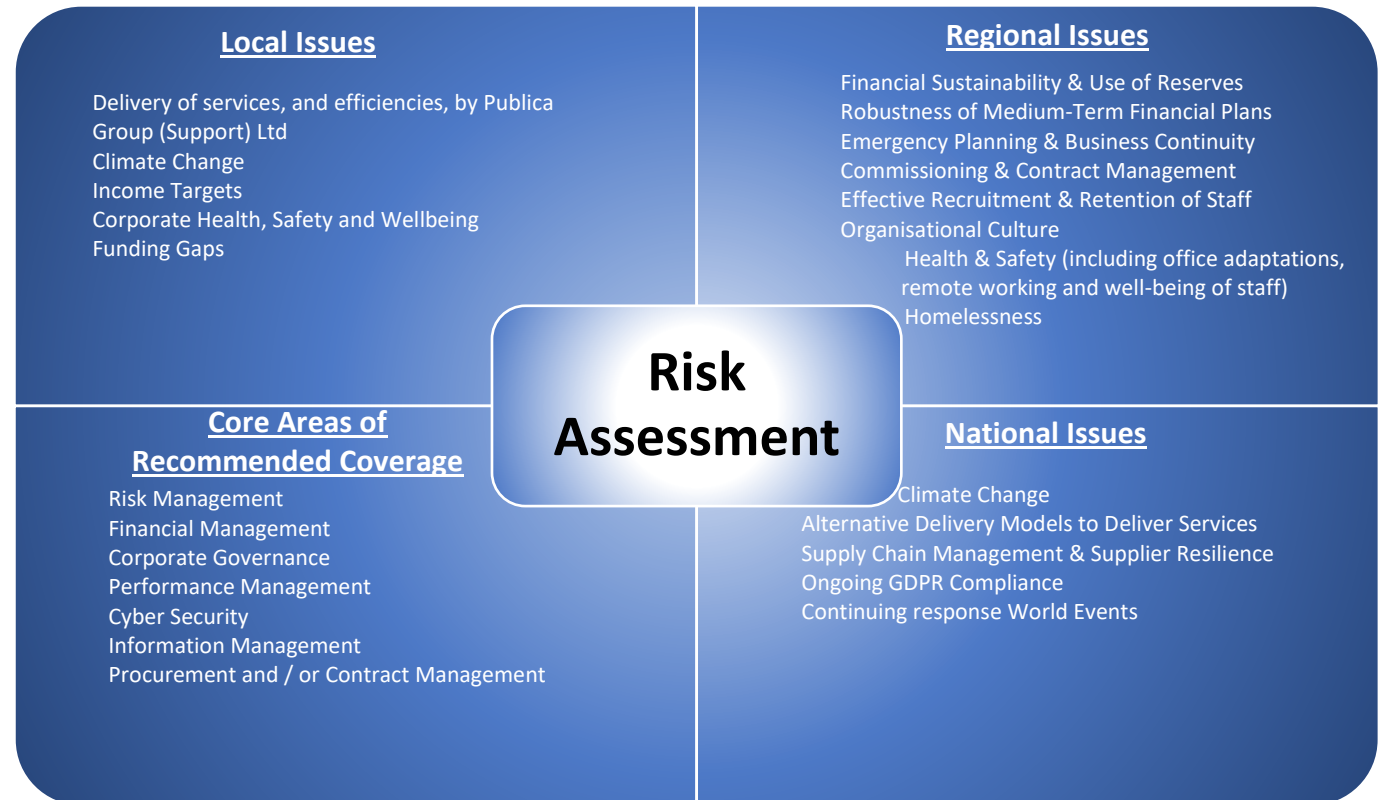 Local Issues
Delivery of services, and efficiencies, by Publica
Group (Support) Ltd
Climate Change
Income Targets
Corporate Health, Safety and Wellbeing
Funding Gaps
Regional Issues
Financial Sustainability & Use of Reserves
Robustness of Medium-Term Financial Plans
Emergency Planning & Business Continuity
Commissioning & Contract Management
Effective Recruitment & Retention of Staff
Organisational Culture
Health & Safety (including office adaptations,
remote working and well-being of staff)
Homelessness
Risk
Assessment
Core Areas of
Recommended Coverage
Risk Management
Financial Management
Corporate Governance
Performance Management
Cyber Security
Information Management
Procurement and / or Contract Management
National Issues
Climate Change
Alternative Delivery Models to Deliver Services
Supply Chain Management & Supplier Resilience
Ongoing GDPR Compliance
Continuing response World Events